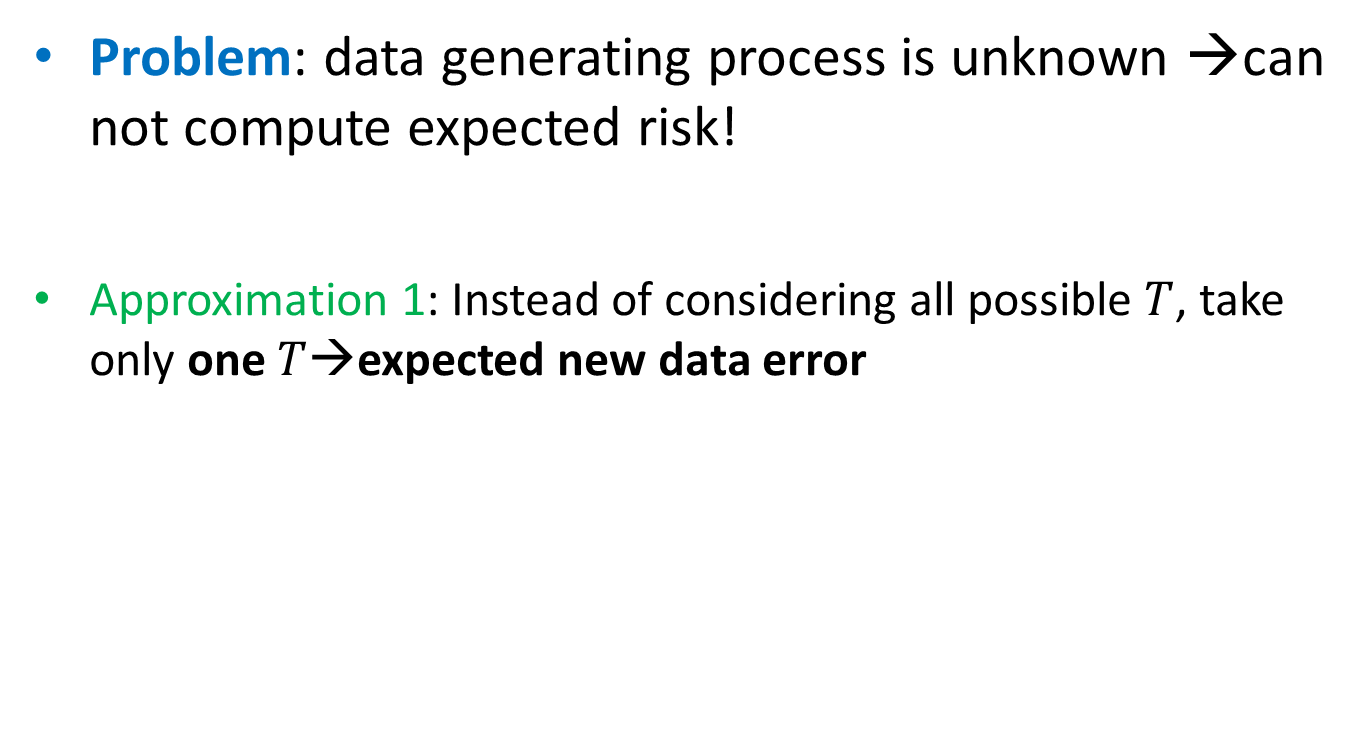 • Problem: data generating process is unknown →can
not compute expected risk!
• Approximation 1: Instead of considering all possible T, take
only one T→expected new data error